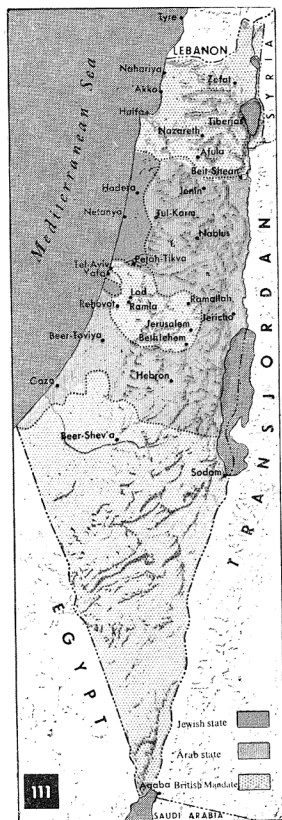 Tyre
LEBANON
SYRIA
Nahariya
Zefat
Akko
Haifa
Tiberias
Nazareth
Afula
Beit-Shean
Mediterranean Sea
Hadera
Jenin
Netanya
Tul-Karm
Nablus
Petah-Tikva
Tel-Aviv
Yafo
Lod
Ramallah
Rehovot
Ramla
Jericho
Jerusalem
Beer-Toviya
Bethlehem
Gaza
Hebron
Beer-Shev'a
Sodom
TRANSJORDAN
EGYPT
Jewish state
Arab state
British Mandate
111
Aqaba
SAUDI ARABIA